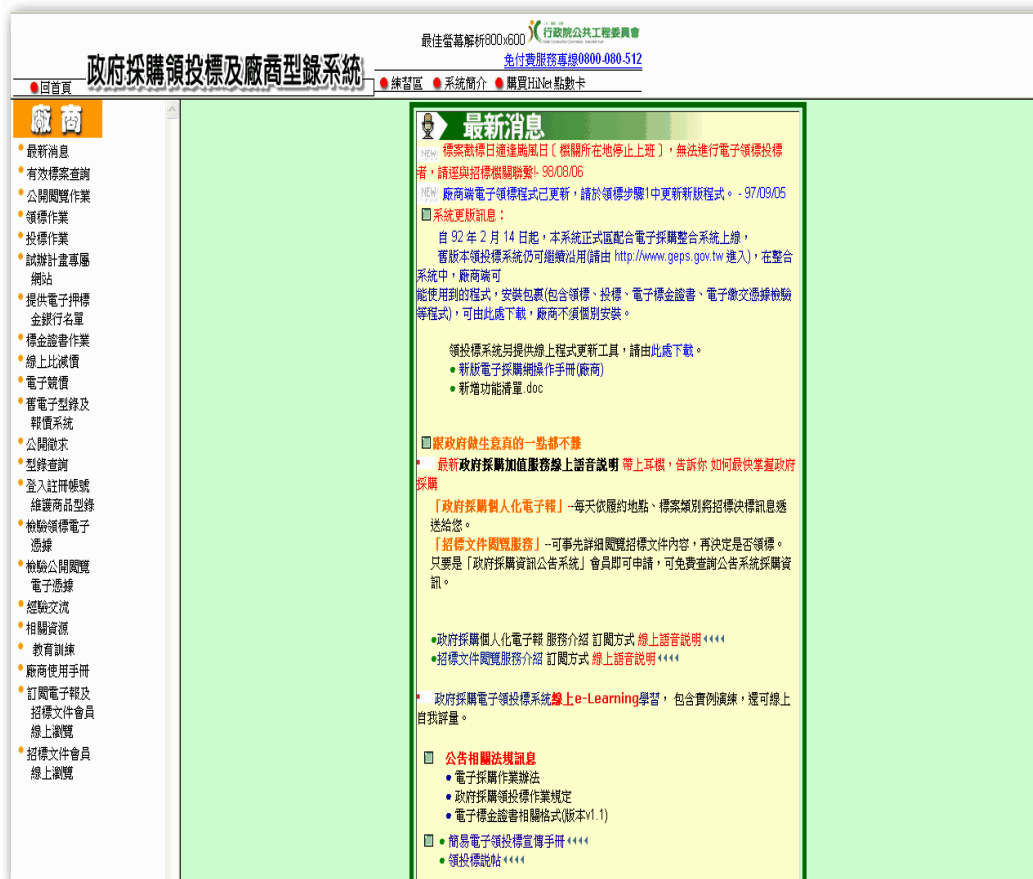 最佳螢幕解析800x600
行政院公共工程委員會
免付費服務專線0800-080-512
政府採購領投標及廠商型錄系統
回首頁
練習區
系統簡介
購買HiNet 點數卡
廠 商
最新消息
有效標案查詢
公開閱覽作業
領標作業
投標作業
試辦計畫專屬
網站
提供電子押標
金銀行名單
標金證書作業
線上比減價
電子競價
舊電子型錄及
報價系統
公開徵求
型錄查詢
登入註冊帳號
維護商品型錄
檢驗領標電子
憑據
檢驗公開閱覽
電子憑據
經驗交流
相關資源
教育訓練
廠商使用手冊
訂閱電子報及
招標文件會員
線上瀏覽
招標文件會員
線上瀏覽
最新消息
NEW 標案截標日適逢颱風日〔機關所在地停止上班〕，無法進行電子領標投標
者，請逕與招標機關聯繫!- 98/08/06
NEW 廠商端電子領標程式已更新，請於領標步驟1中更新新版程式。 - 97/09/05
系統更版訊息：
自 92 年 2 月 14 日起，本系統正式區配合電子採購整合系統上線，
舊版本領投標系統仍可繼續沿用(請由 http://www.geps.gov.tw 進入)，在整合
系統中，廠商端可
能使用到的程式，安裝包裹(包含領標、投標、電子標金證書、電子繳交憑據檢驗
等程式)，可由此處下載，廠商不須個別安裝。
領投標系統另提供線上程式更新工具，請由此處下載。
新版電子採購網操作手冊(廠商)
新增功能清單.doc
跟政府做生意真的一點都不難
最新政府採購加值服務線上語音說明 帶上耳機，告訴你 如何最快掌握政府
採購
「政府採購個人化電子報」--每天依履約地點、標案類別將招標決標訊息遞
送給您。
「招標文件閱覽服務」--可事先詳細閱覽招標文件內容，再決定是否領標。
只要是「政府採購資訊公告系統」會員即可申請，可免費查詢公告系統採購資
訊。
●政府採購個人化電子報 服務介紹 訂閱方式 線上語音說明
●招標文件閱覽服務介紹 訂閱方式 線上語音說明
政府採購電子領投標系統線上e-Learning學習， 包含實例演練，還可線上
自我評量。
公告相關法規訊息
電子採購作業辦法
政府採購領投標作業規定
電子標金證書相關格式(版本v1.1)
簡易電子領投標宣傳手冊
領投標說帖